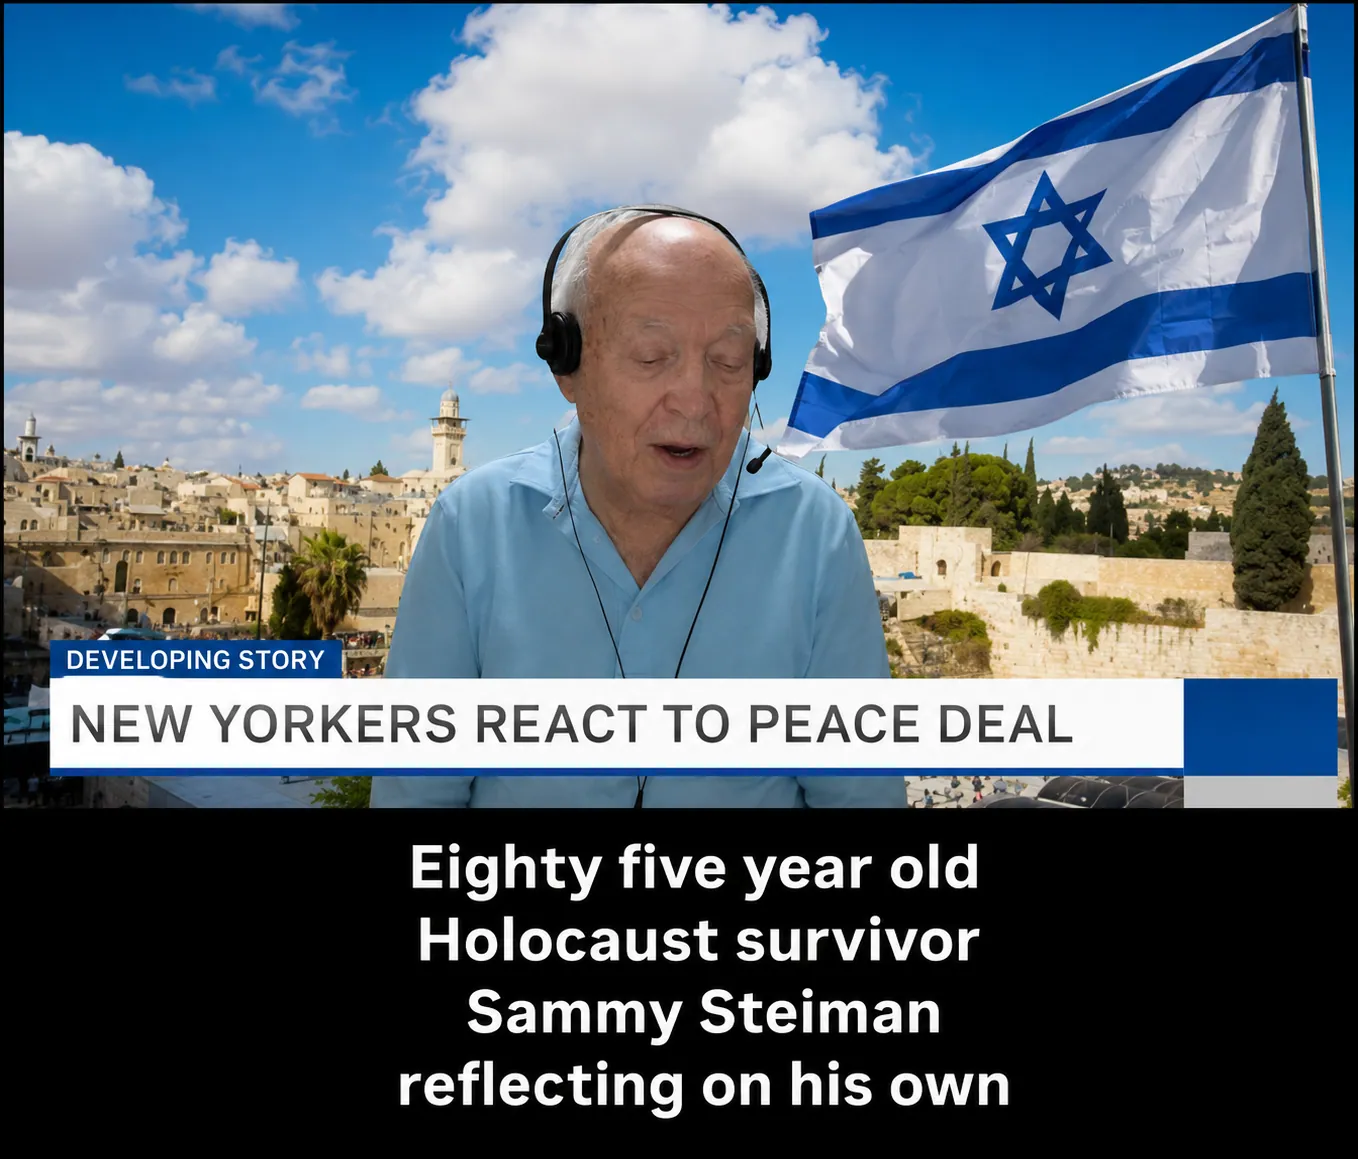 DEVELOPING STORY
NEW YORKERS REACT TO PEACE DEAL
Eighty five year old
Holocaust survivor
Sammy Steiman
reflecting on his own